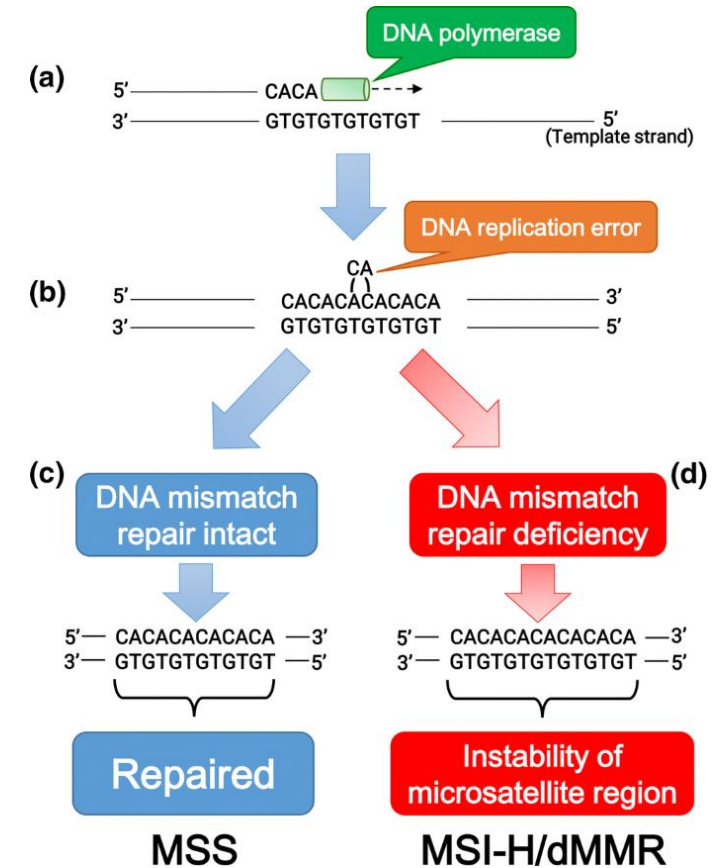 DNA polymerase
(a)
5’ CACA
3’ GTGTGTGTGTGT 5’
(Template strand)
DNA replication error
CA
(b)
5’ CACACACACACA 3’
3’ GTGTGTGTGTGT 5’
(c)
DNA mismatch
repair intact
(d)
DNA mismatch
repair deficiency
5’ CACACACACACA 3’
3’ GTGTGTGTGTGT 5’
5’ CACACACACACACA 3’
3’ GTGTGTGTGTGTGT 5’
Repaired
Instability of
microsatellite region
MSS
MSI-H/dMMR